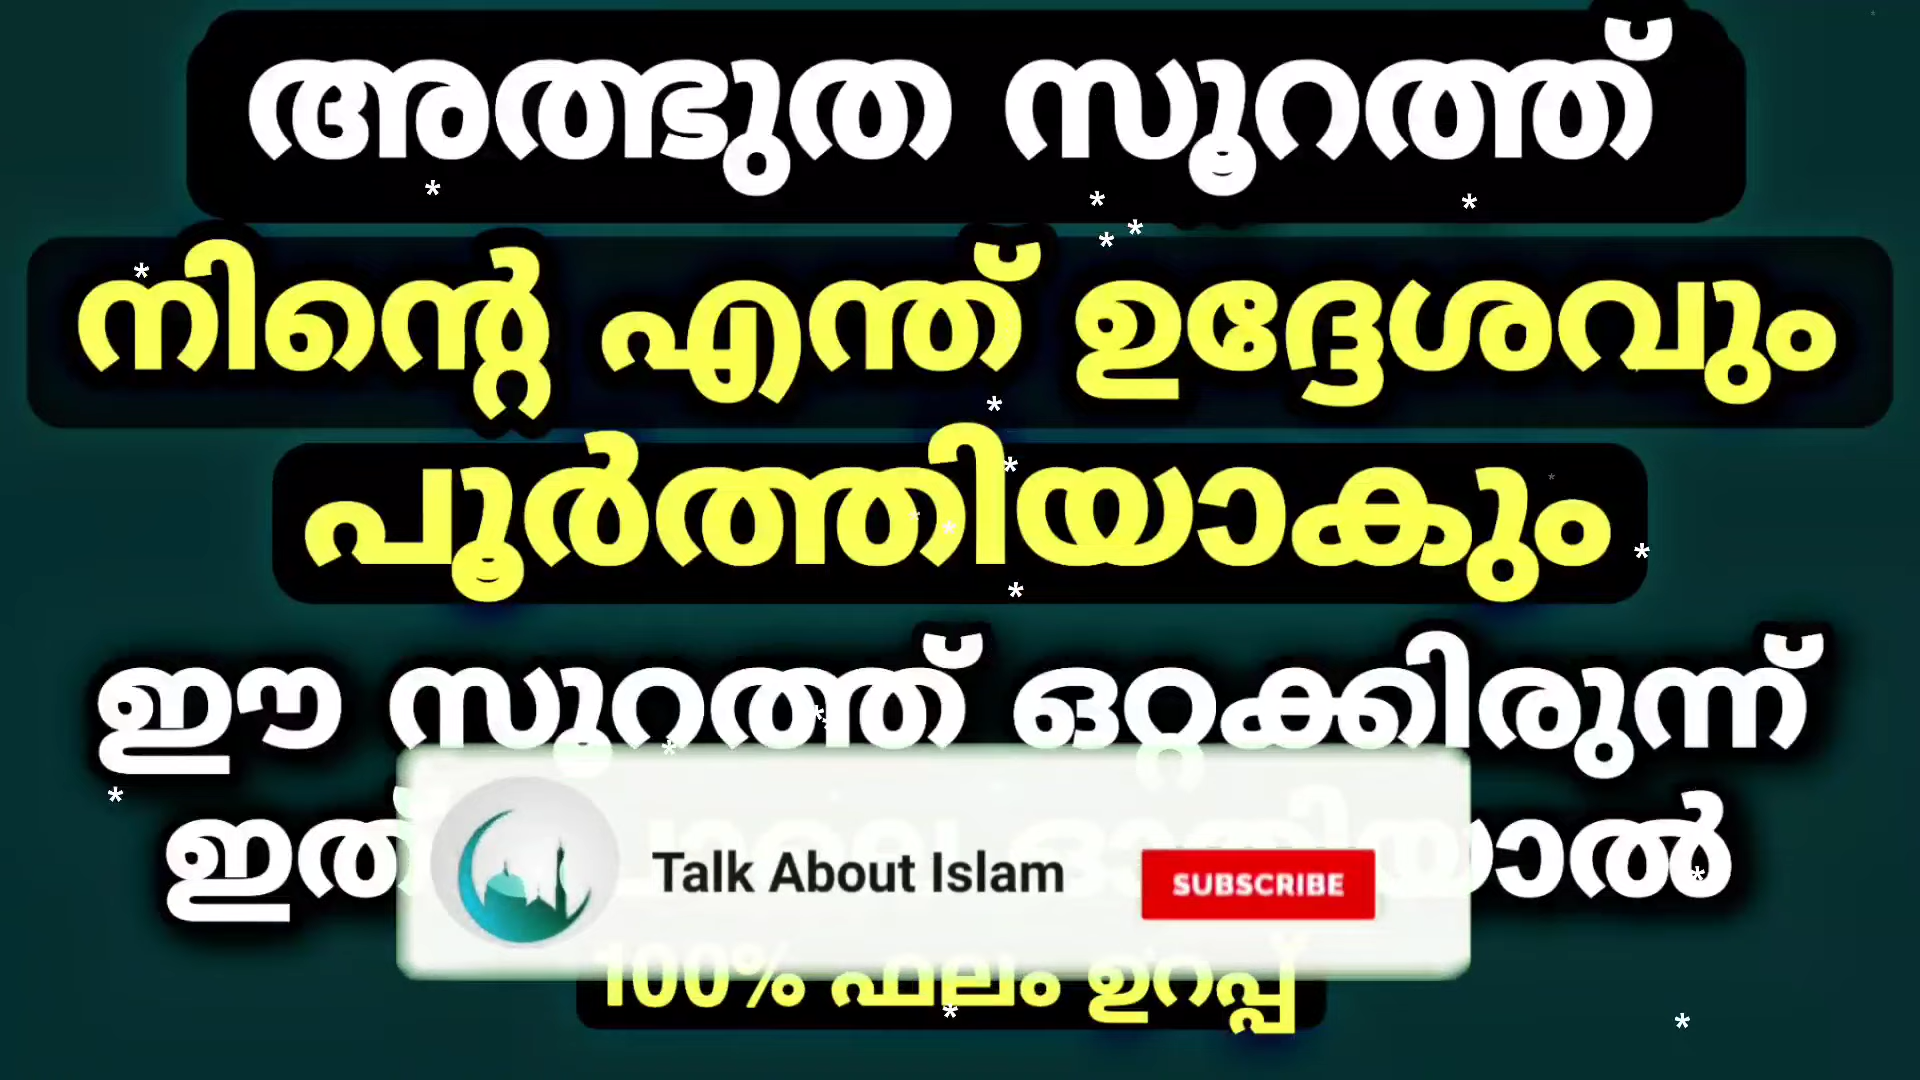 അത്ഭുത സൂറത്ത്
നിന്റെ എന്ത് ഉദ്ദേശവും
പൂർത്തിയാകും
ഈ സൂറത്ത് ഒറ്റക്കിരുന്ന്
Talk About Islam
SUBSCRIBE
100% ഫലം ഉറപ്പ്